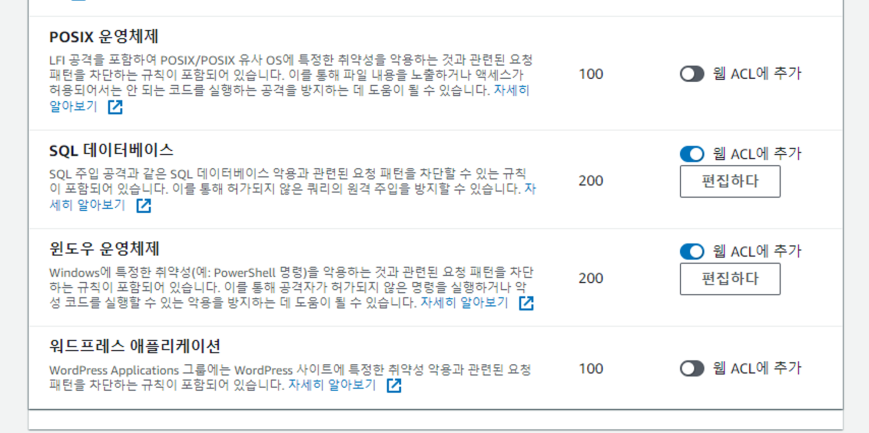 POSIX 운영체제
LFI 공격을 포함하여 POSIX/POSIX 유사 OS에 특정한 취약성을 악용하는 것과 관련된 요청
패턴을 차단하는 규칙이 포함되어 있습니다. 이를 통해 파일 내용을 노출하거나 액세스가
허용되어서는 안 되는 코드를 실행하는 공격을 방지하는 데 도움이 될 수 있습니다. 자세히
알아보기
100
웹 ACL에 추가
SQL 데이터베이스
SQL 주입 공격과 같은 SQL 데이터베이스 악용과 관련된 요청 패턴을 차단할 수 있는 규칙
이 포함되어 있습니다. 이를 통해 허가되지 않은 쿼리의 원격 주입을 방지할 수 있습니다. 자
세히 알아보기
200
웹 ACL에 추가
편집하다
윈도우 운영체제
Windows에 특정한 취약성(예: PowerShell 명령)을 악용하는 것과 관련된 요청 패턴을 차단
하는 규칙이 포함되어 있습니다. 이를 통해 공격자가 허가되지 않은 명령을 실행하거나 악
성 코드를 실행할 수 있는 악용을 방지하는 데 도움이 될 수 있습니다. 자세히 알아보기
200
웹 ACL에 추가
편집하다
워드프레스 애플리케이션
WordPress Applications 그룹에는 WordPress 사이트에 특정한 취약성 악용과 관련된 요청
패턴을 차단하는 규칙이 포함되어 있습니다. 자세히 알아보기
100
웹 ACL에 추가